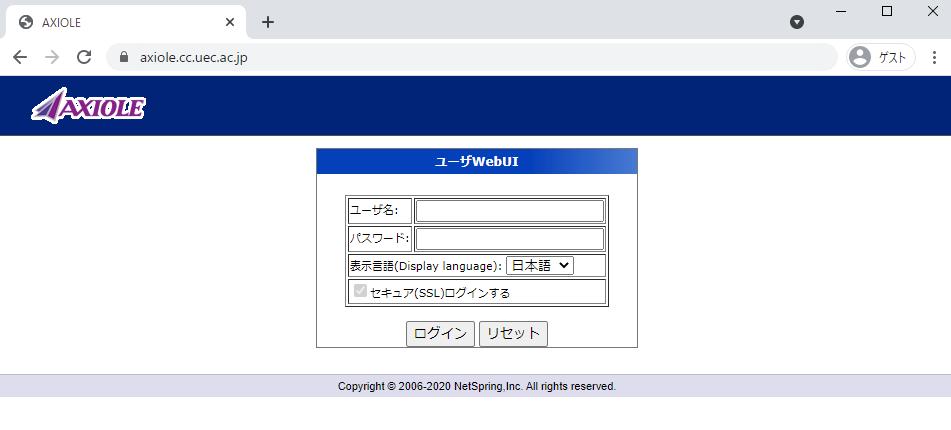 AXIOLE
axiole.cc.uec.ac.jp
ゲスト
AXIOLE
ユーザWebUI
ユーザ名:
パスワード:
表示言語(Display language): 日本語
セキュア(SSL)ログインする
ログイン リセット
Copyright © 2006-2020 NetSpring,Inc. All rights reserved.